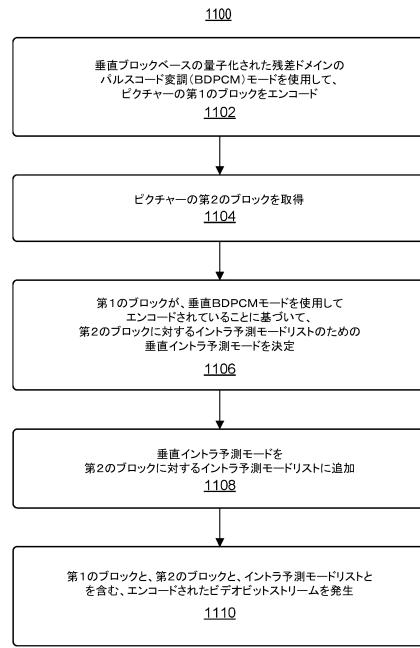 1100
垂直ブロックベースの量子化された残差ドメインの
パルスコード変調(BDPCM)モードを使用して、
ピクチャーの第1のブロックをエンコード
1102
ピクチャーの第2のブロックを取得
1104
第1のブロックが、垂直BDPCMモードを使用して
エンコードされていることに基づいて、
第2のブロックに対するイントラ予測モードリストのための
垂直イントラ予測モードを決定
1106
垂直イントラ予測モードを
第2のブロックに対するイントラ予測モードリストに追加
1108
第1のブロックと、第2のブロックと、イントラ予測モードリストと
を含む、エンコードされたビデオビットストリームを発生
1110